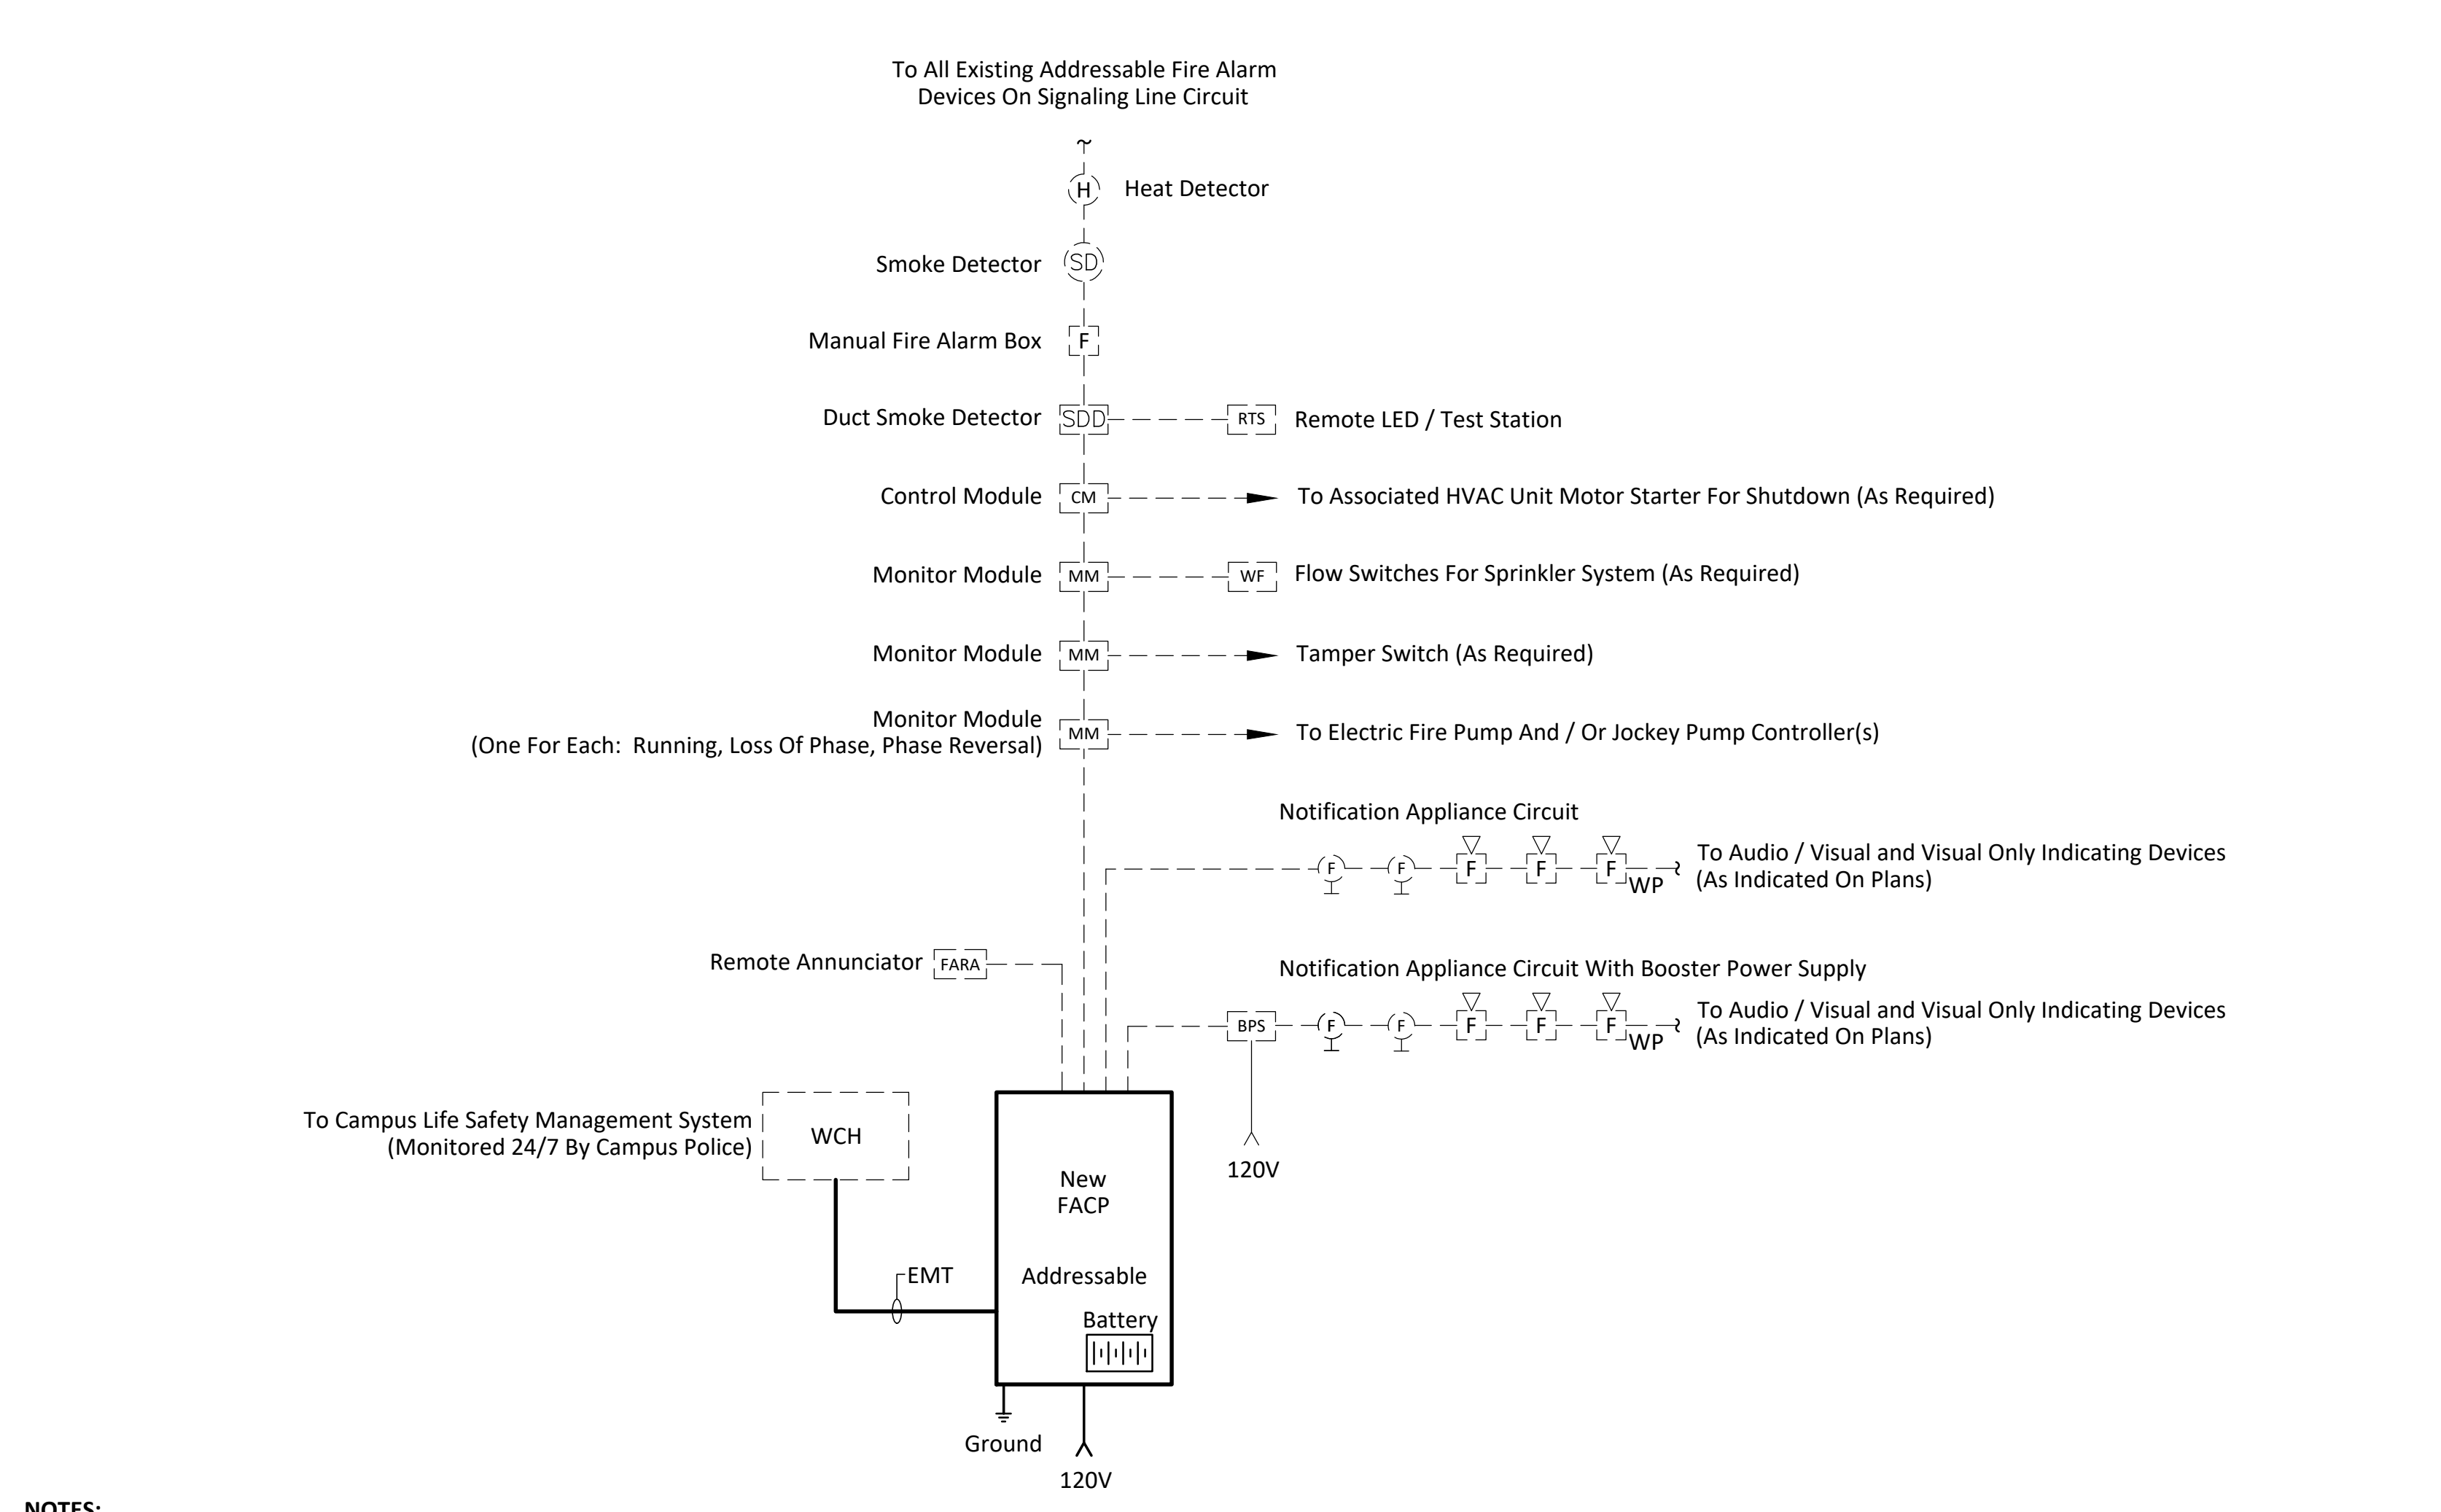 To All Existing Addressable Fire Alarm
Devices On Signaling Line Circuit
H
Heat Detector
Smoke Detector
SD
Manual Fire Alarm Box
F
Duct Smoke Detector
SDD
RTS
Remote LED / Test Station
Control Module
CM
To Associated HVAC Unit Motor Starter For Shutdown (As Required)
Monitor Module
MM
WF
Flow Switches For Sprinkler System (As Required)
Monitor Module
MM
Tamper Switch (As Required)
Monitor Module
(One For Each:  Running, Loss Of Phase, Phase Reversal)
MM
To Electric Fire Pump And / Or Jockey Pump Controller(s)
Notification Appliance Circuit
F
F
F
F
F
WP
To Audio / Visual and Visual Only Indicating Devices
(As Indicated On Plans)
Remote Annunciator
FARA
Notification Appliance Circuit With Booster Power Supply
BPS
F
F
F
F
F
WP
To Audio / Visual and Visual Only Indicating Devices
(As Indicated On Plans)
120V
To Campus Life Safety Management System
(Monitored 24/7 By Campus Police)
WCH
New
FACP
Addressable
Battery
EMT
Ground
120V
NOTES: